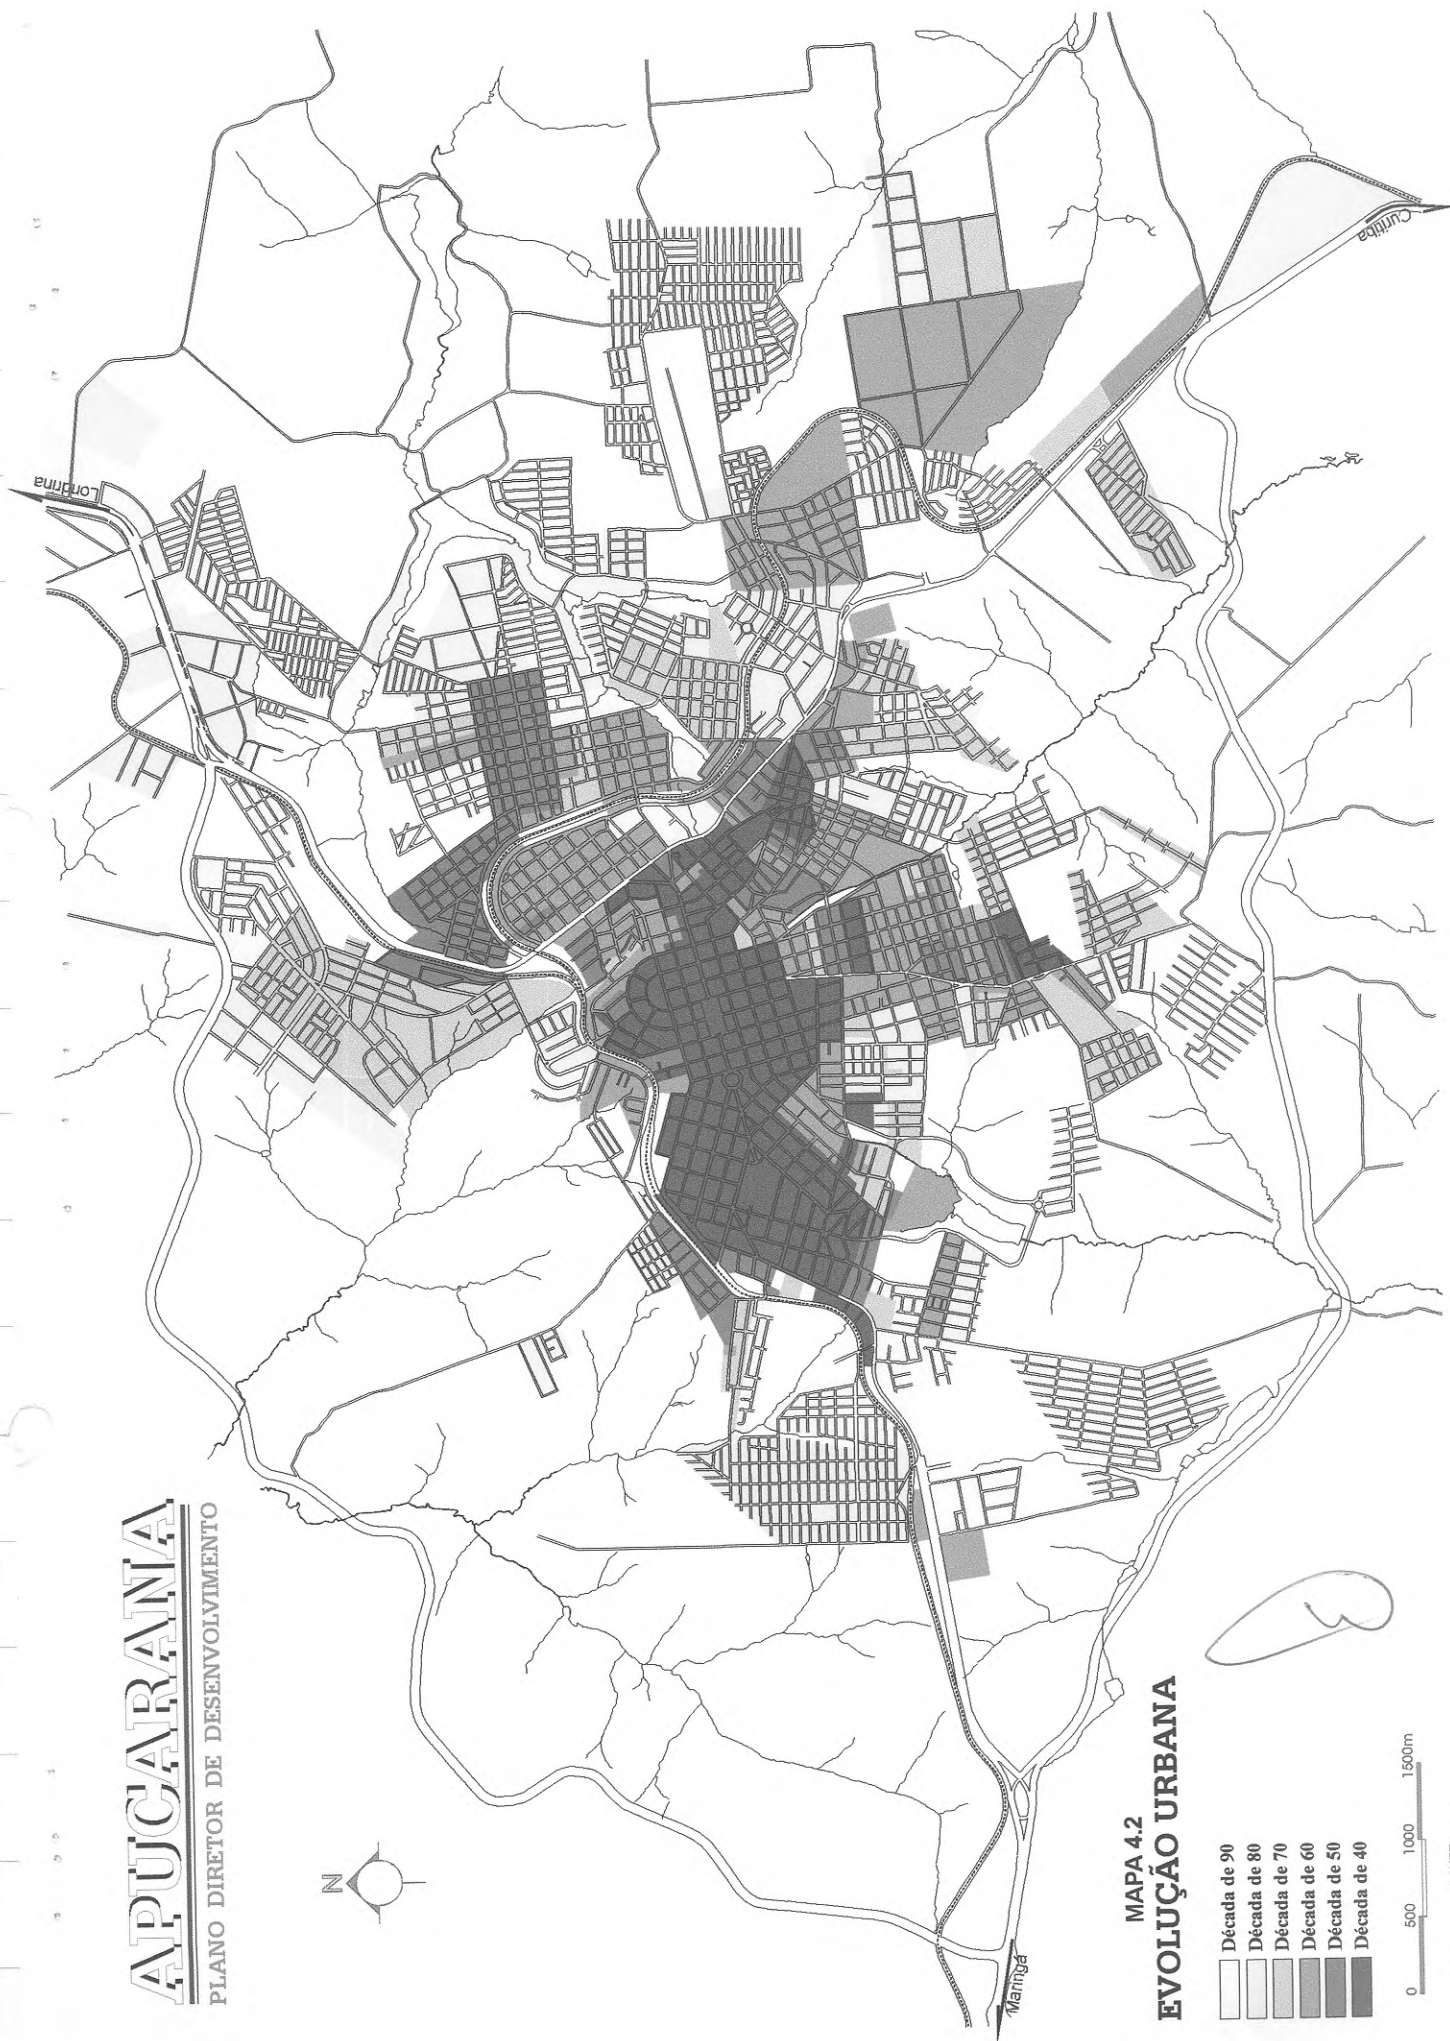 APUCARANA
PLANO DIRETOR DE DESENVOLVIMENTO
N
Londrina
Curitiba
Maringá
MAPA 4.2
EVOLUÇÃO URBANA
Década de 90
Década de 80
Década de 70
Década de 60
Década de 50
Década de 40
0 500 1000 1500m